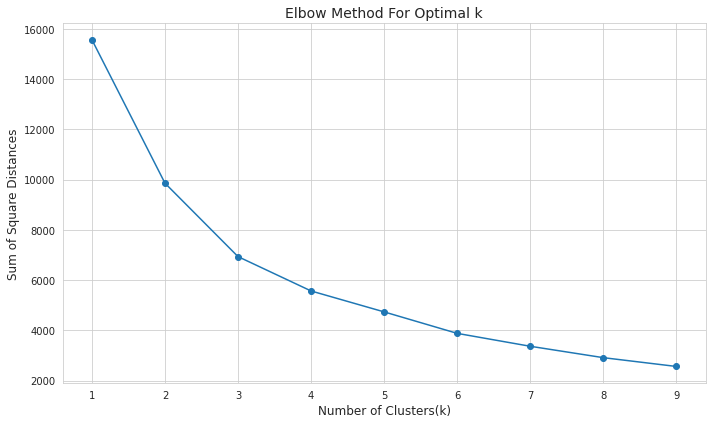 Elbow Method For Optimal k
16000
14000
12000
10000
8000
6000
4000
2000
Sum of Square Distances
1 2 3 4 5 6 7 8 9
Number of Clusters(k)